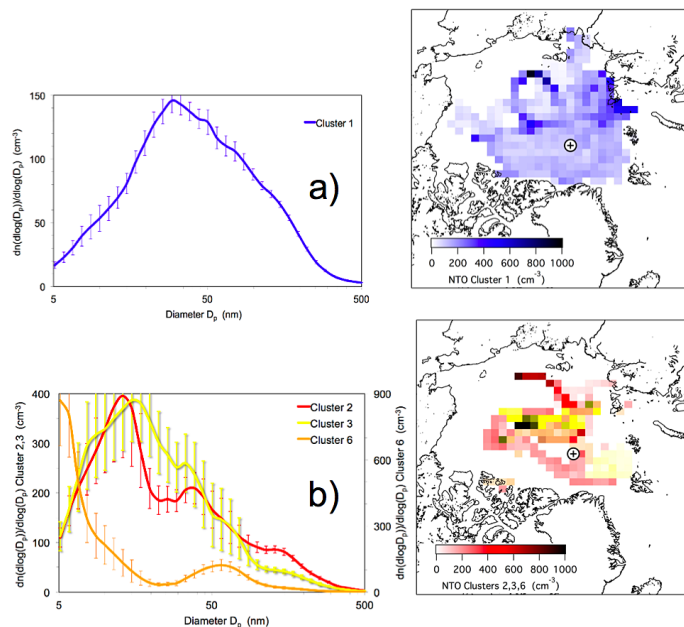 dn(dlog(Dp))/dlog(Dp) (cm⁻³)
150
100
50
0
Cluster 1
a)
5
50
500
Diameter Dp (nm)
0 200 400 600 800 1000
NTO Cluster 1 (cm⁻³)
dn(dlog(Dp))/dlog(Dp) Cluster 2,3 (cm⁻³)
400
300
200
100
0
Cluster 2
Cluster 3
Cluster 6
b)
900
600
300
0
dn(dlog(Dp))/dlog(Dp) Cluster 6 (cm⁻³)
5
50
500
Diameter Dp (nm)
0 200 400 600 800 1000
NTO Clusters 2,3,6 (cm⁻³)